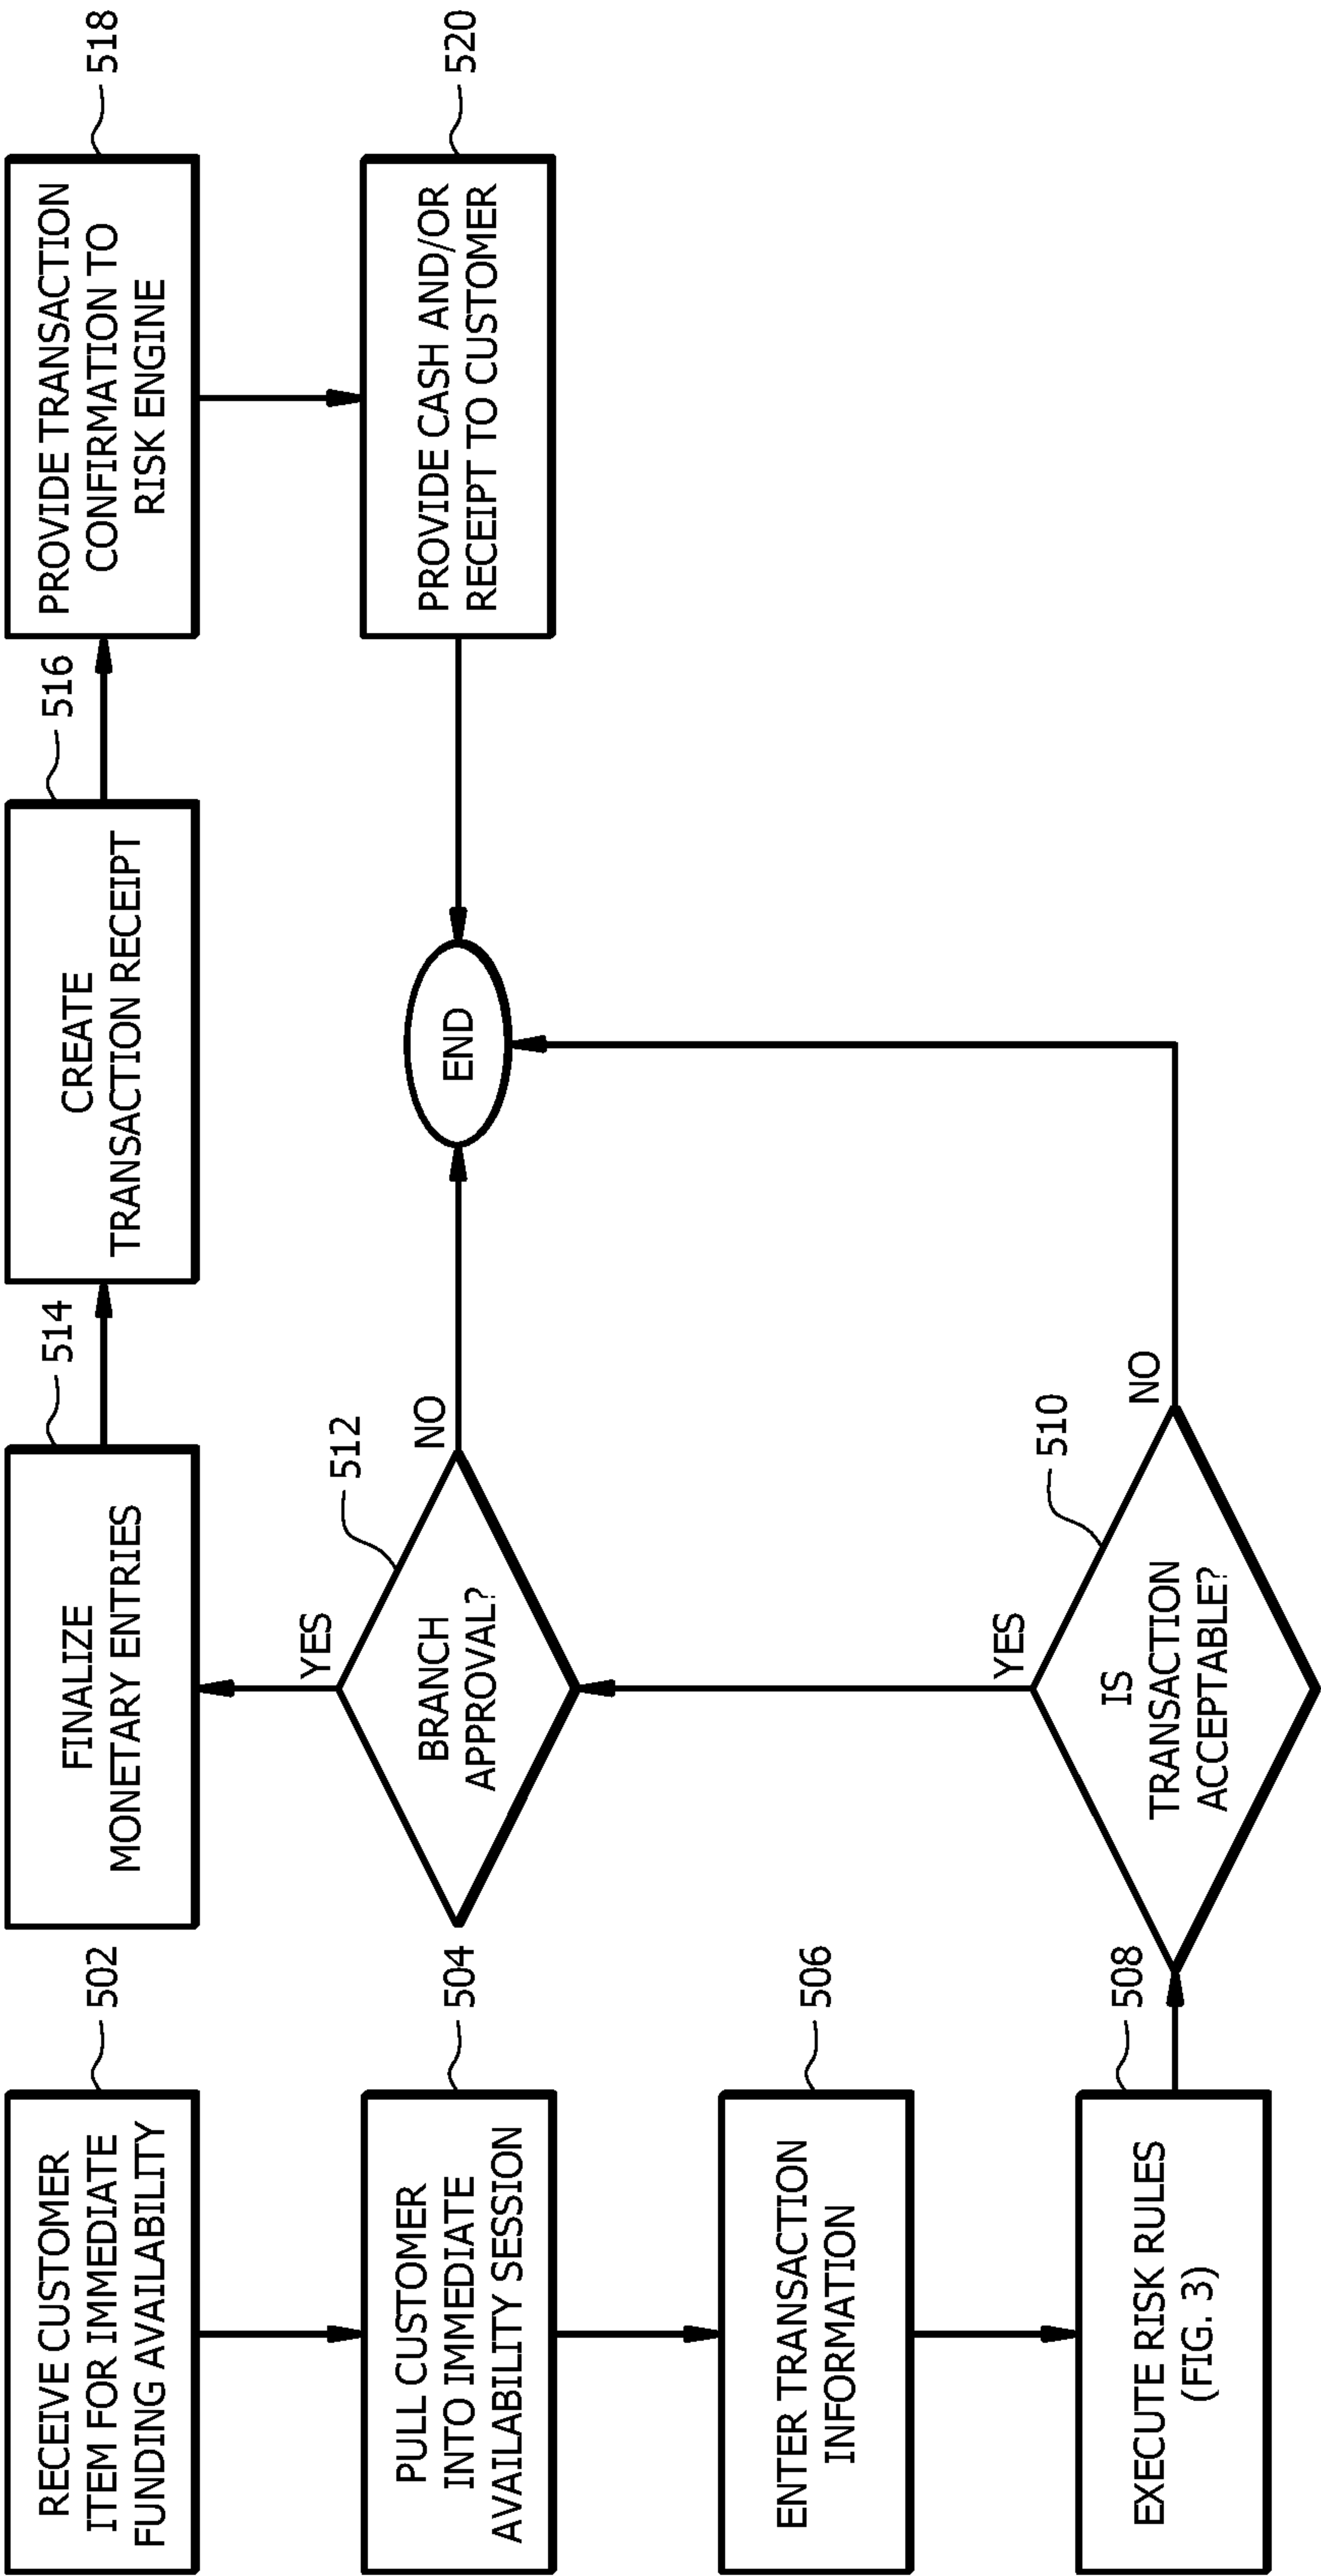 502
RECEIVE CUSTOMER
ITEM FOR IMMEDIATE
FUNDING AVAILABILITY
504
PULL CUSTOMER
INTO IMMEDIATE
AVAILABILITY SESSION
506
ENTER TRANSACTION
INFORMATION
508
EXECUTE RISK RULES
(FIG. 3)
510
IS
TRANSACTION
ACCEPTABLE?
YES
NO
512
BRANCH
APPROVAL?
YES
NO
514
FINALIZE
MONETARY ENTRIES
516
CREATE
TRANSACTION RECEIPT
518
PROVIDE TRANSACTION
CONFIRMATION TO
RISK ENGINE
520
PROVIDE CASH AND/OR
RECEIPT TO CUSTOMER
END